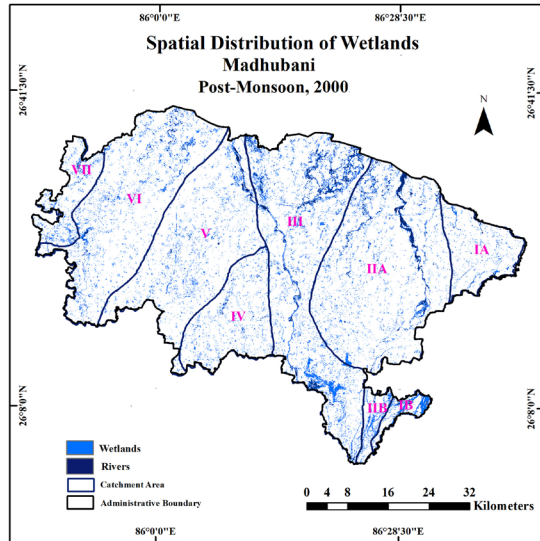 86°0'0"E 86°28'30"E
Spatial Distribution of Wetlands
Madhubani
Post-Monsoon, 2000
26°41'30"N
26°41'30"N
N
VII
VI
V
III
IIA
IA
IV
IIB
IB
26°8'0"N
26°8'0"N
Wetlands
Rivers
Catchment Area
Administrative Boundary
0 4 8 16 24 32
Kilometers
86°0'0"E 86°28'30"E